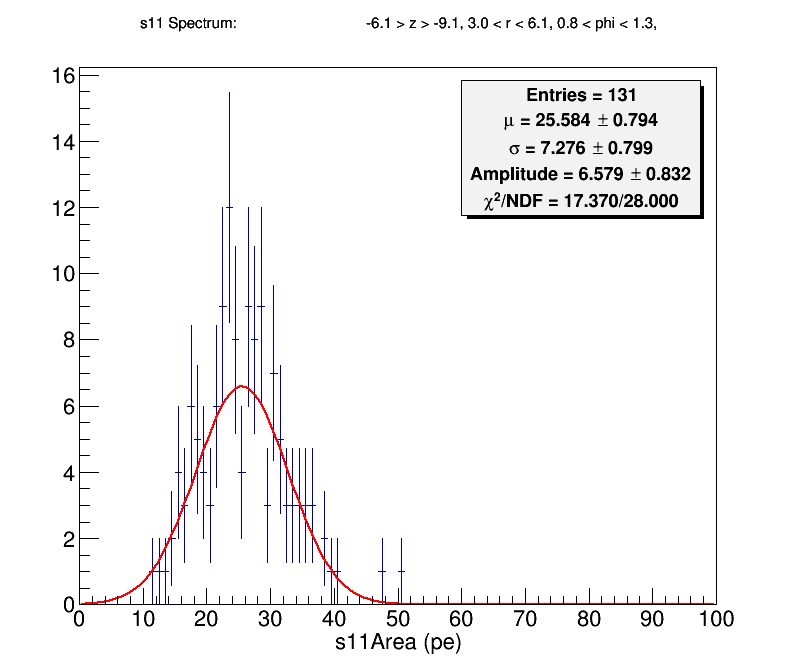 s11 Spectrum: -6.1 > z > -9.1, 3.0 < r < 6.1, 0.8 < phi < 1.3,
Entries = 131
μ = 25.584 ± 0.794
σ = 7.276 ± 0.799
Amplitude = 6.579 ± 0.832
χ²/NDF = 17.370/28.000
16
14
12
10
8
6
4
2
0
0 10 20 30 40 50 60 70 80 90 100
s11Area (pe)